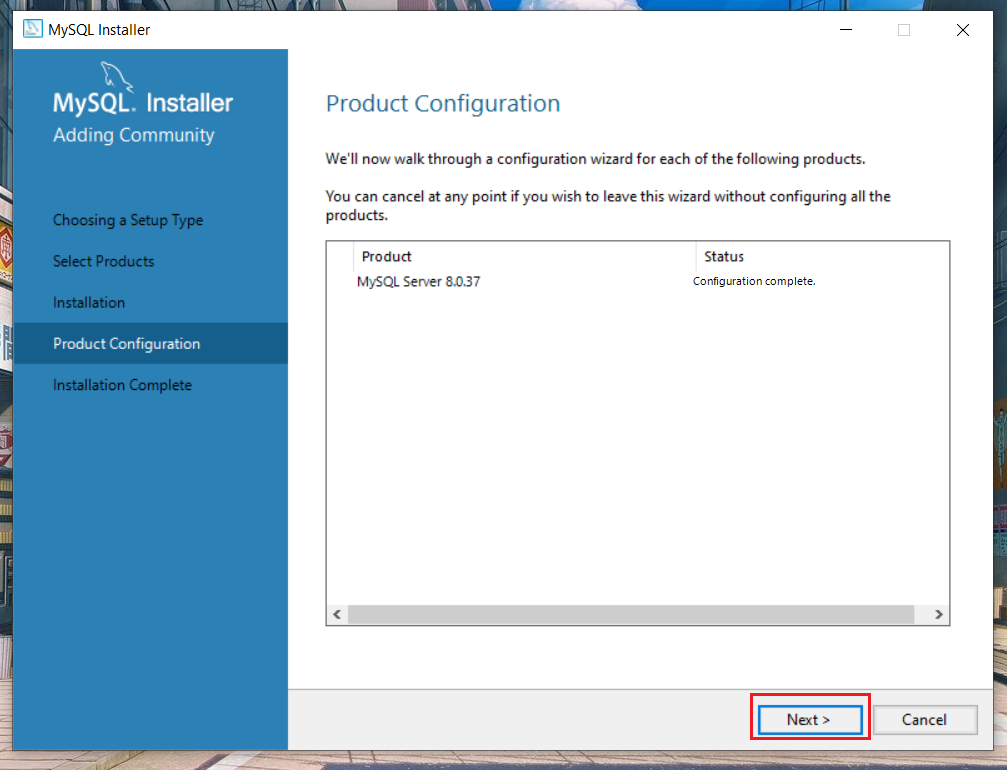 MySQL Installer
MySQL. Installer
Adding Community
Choosing a Setup Type
Select Products
Installation
Product Configuration
Installation Complete
Product Configuration
We'll now walk through a configuration wizard for each of the following products.
You can cancel at any point if you wish to leave this wizard without configuring all the
products.
Product Status
MySQL Server 8.0.37 Configuration complete.
Next > Cancel